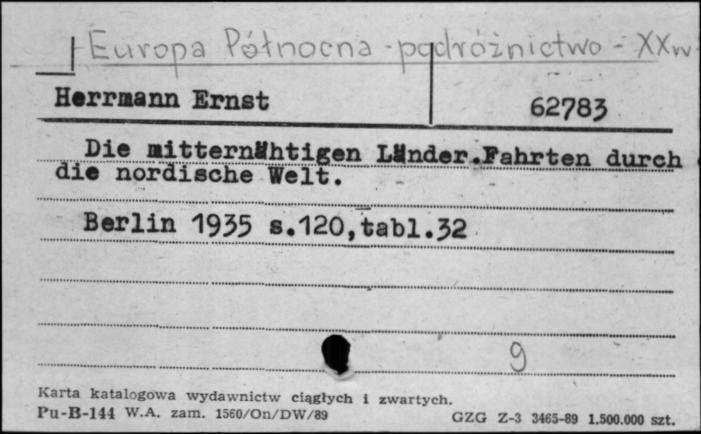 Europa Północna - podróżnictwo - XX w
Herrmann Ernst
62783
Die mitternähtigen Länder.Fahrten durch
die nordische Welt.
Berlin 1935 s.120,tabl.32
9
Karta katalogowa wydawnictw ciągłych i zwartych.
Pu-B-144 W.A. zam. 1560/On/DW/89
GZG Z-3 3465-89 1.500.000 szt.